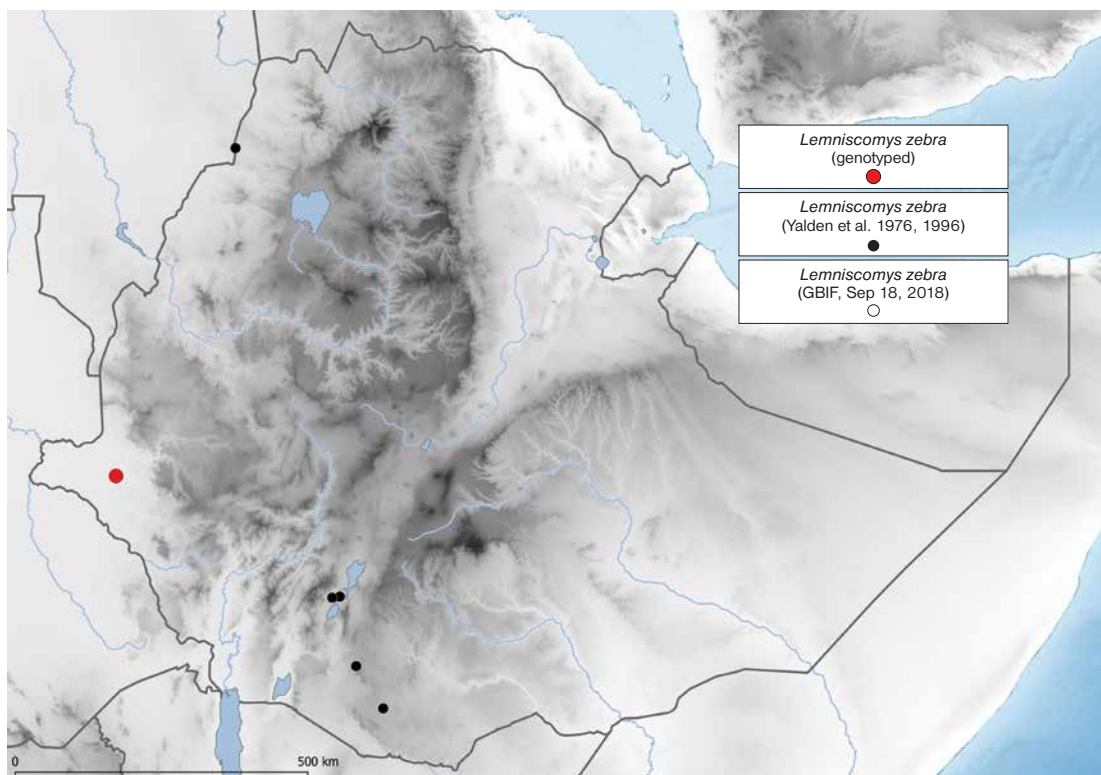 Lemniscomys zebra
(genotyped)
Lemniscomys zebra
(Yalden et al. 1976, 1996)
Lemniscomys zebra
(GBIF, Sep 18, 2018)
0 500 km